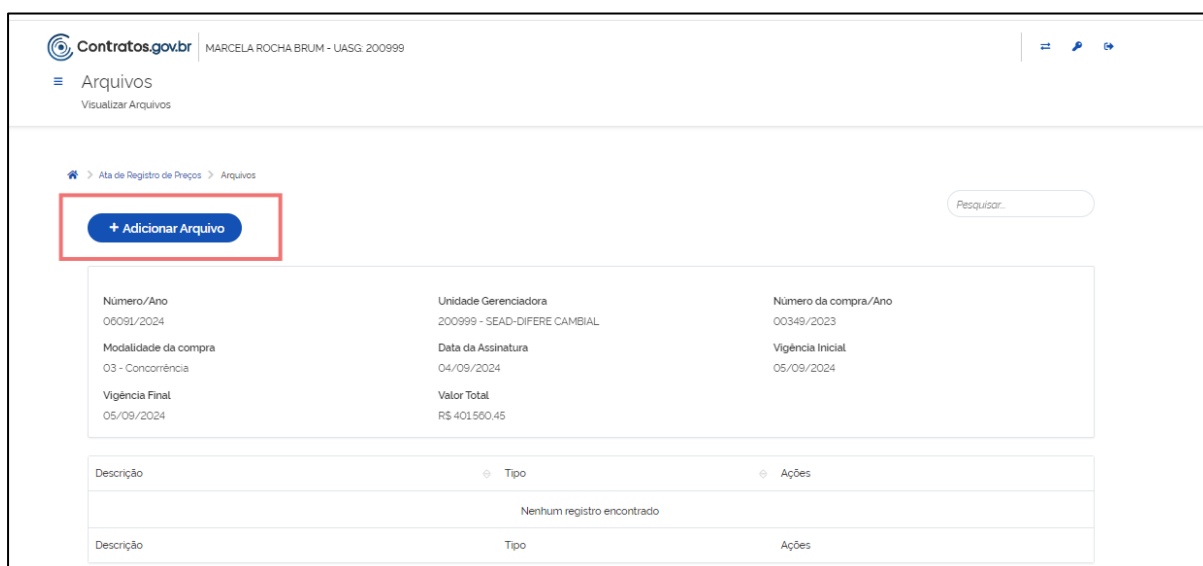 Contratos.gov.br MARCELA ROCHA BRUM - UASG: 200999
Arquivos
Visualizar Arquivos
Ata de Registro de Preços > Arquivos
Pesquisar...
+ Adicionar Arquivo
Número/Ano Unidade Gerenciadora Número da compra/Ano
06091/2024 200999 - SEAD-DIFERE CAMBIAL 00349/2023
Modalidade da compra Data da Assinatura Vigência Inicial
03 - Concorrência 04/09/2024 05/09/2024
Vigência Final Valor Total
05/09/2024 R$ 401560,45
Descrição Tipo Ações
Nenhum registro encontrado
Descrição Tipo Ações